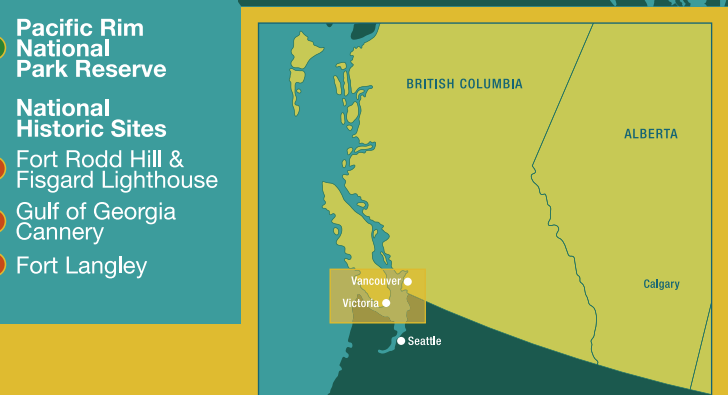 Pacific Rim
National
Park Reserve
National
Historic Sites
Fort Rodd Hill &
Fisgard Lighthouse
Gulf of Georgia
Cannery
Fort Langley
BRITISH COLUMBIA
ALBERTA
Calgary
Vancouver
Victoria
Seattle